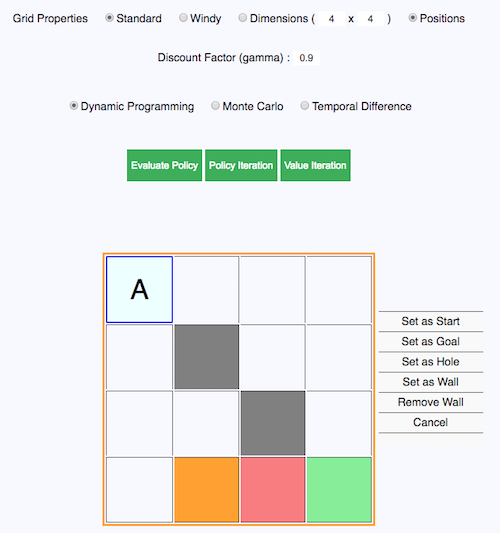 Grid Properties Standard Windy Dimensions ( 4 x 4 ) Positions
Discount Factor (gamma) : 0.9
Dynamic Programming Monte Carlo Temporal Difference
Evaluate Policy Policy Iteration Value Iteration
A
Set as Start
Set as Goal
Set as Hole
Set as Wall
Remove Wall
Cancel